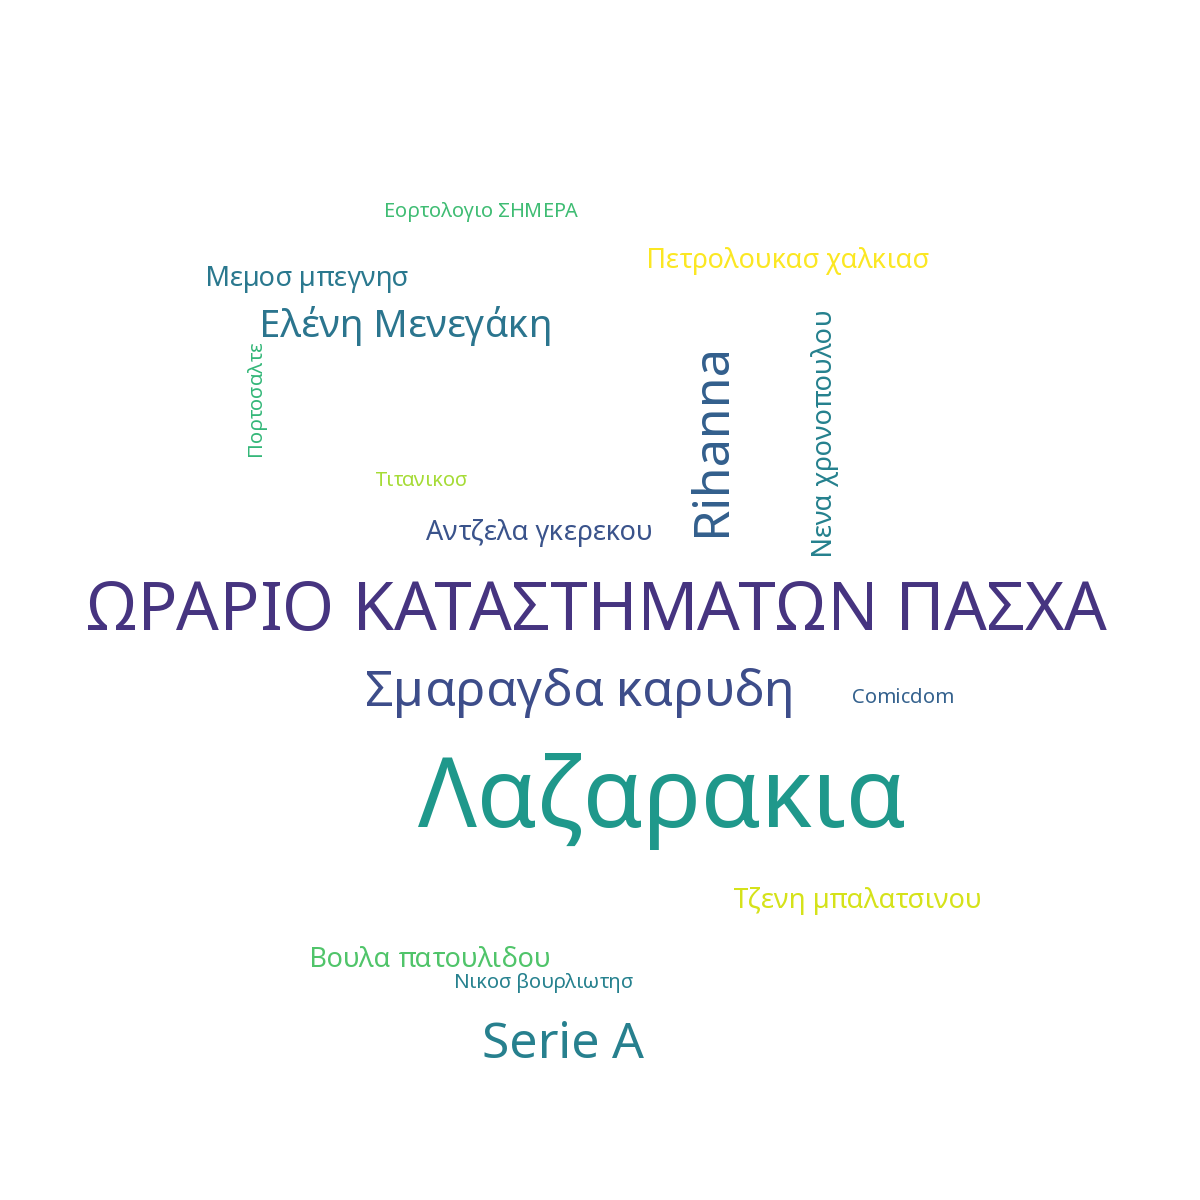 Εορτολογιο ΣΗΜΕΡΑ
Πετρολουκασ χαλκιασ
Μεμοσ μπεγνησ
Ελένη Μενεγάκη
Πορτοσαλτε
Rihanna
Νενα χρονοπουλου
Τιτανικοσ
Αντζελα γκερεκου
ΩΡΑΡΙΟ ΚΑΤΑΣΤΗΜΑΤΩΝ ΠΑΣΧΑ
Σμαραγδα καρυδη
Comicdom
Λαζαρακια
Τζενη μπαλατσινου
Βουλα πατουλιδου
Νικοσ βουρλιωτησ
Serie A